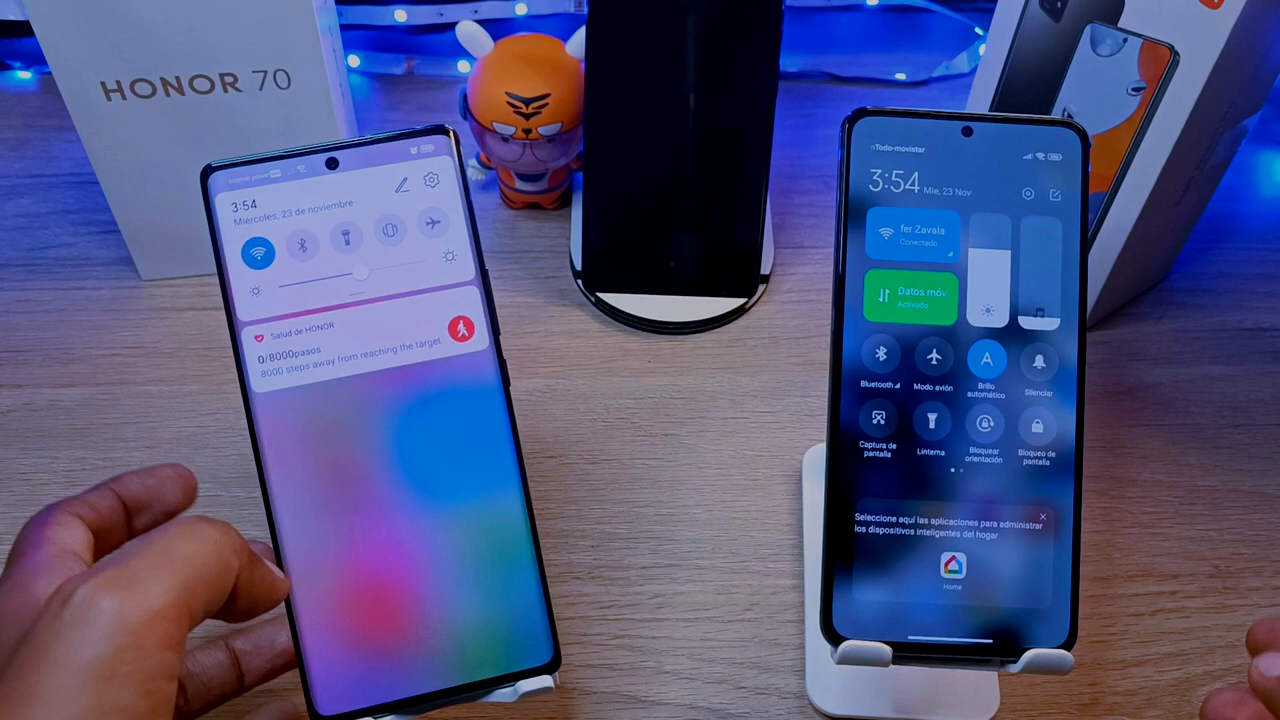 HONOR 70
3:54
Miércoles, 23 de noviembre
Salud de HONOR
0/8000pasos
8000 steps away from reaching the target
nTodo-movistar
3:54 Mie, 23 Nov
fer Zavala
Conectado
Datos móv
Activado
Bluetooth
Modo avión
Brillo
automático
Silenciar
Captura de
pantalla
Linterna
Bloquear
orientación
Bloqueo de
pantalla
Seleccione aquí las aplicaciones para administrar
los dispositivos inteligentes del hogar
Home